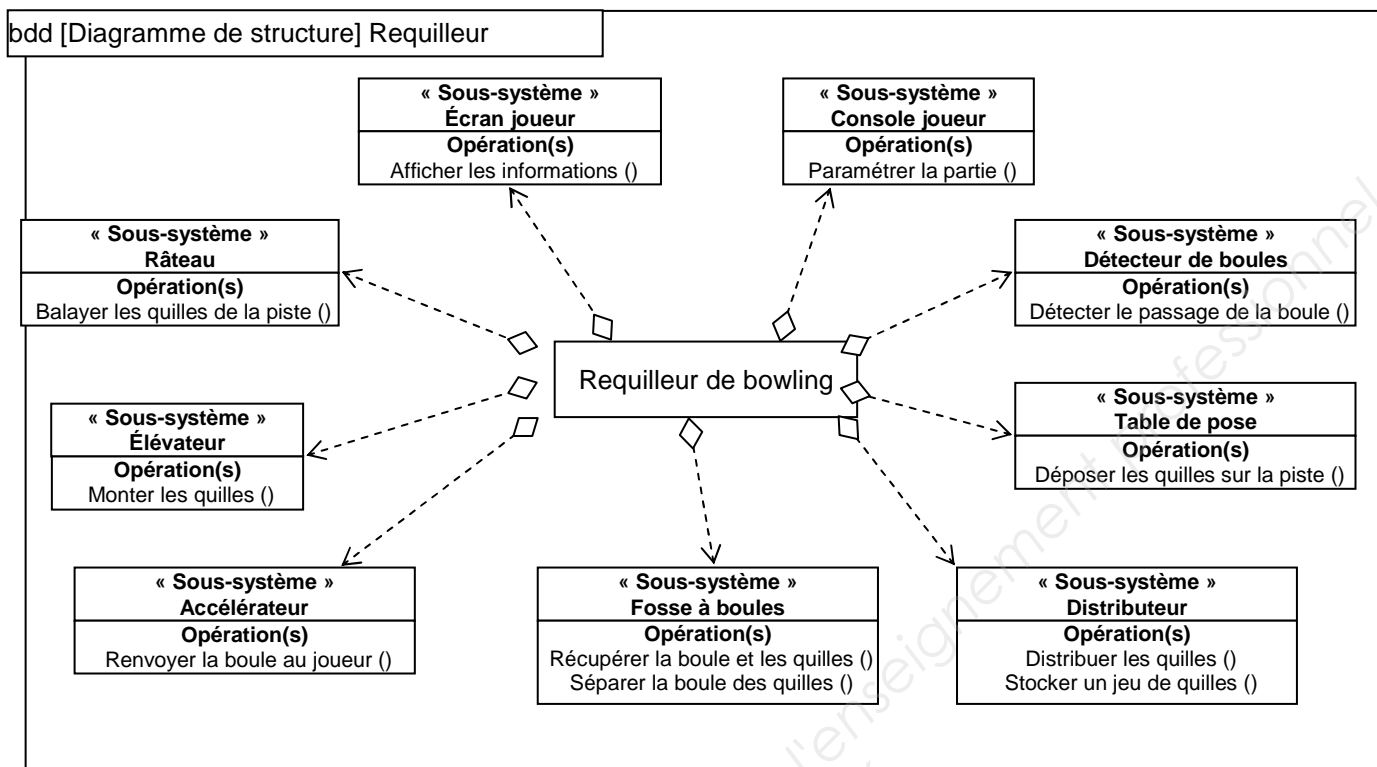 bdd [Diagramme de structure] Requilleur
« Sous-système »
Écran joueur
Opération(s)
Afficher les informations ()
« Sous-système »
Console joueur
Opération(s)
Paramétrer la partie ()
« Sous-système »
Râteau
Opération(s)
Balayer les quilles de la piste ()
« Sous-système »
Détecteur de boules
Opération(s)
Détecter le passage de la boule ()
Requilleur de bowling
« Sous-système »
Élévateur
Opération(s)
Monter les quilles ()
« Sous-système »
Table de pose
Opération(s)
Déposer les quilles sur la piste ()
« Sous-système »
Accélérateur
Opération(s)
Renvoyer la boule au joueur ()
« Sous-système »
Fosse à boules
Opération(s)
Récupérer la boule et les quilles ()
Séparer la boule des quilles ()
« Sous-système »
Distributeur
Opération(s)
Distribuer les quilles ()
Stocker un jeu de quilles ()
l'enseignement professionnel